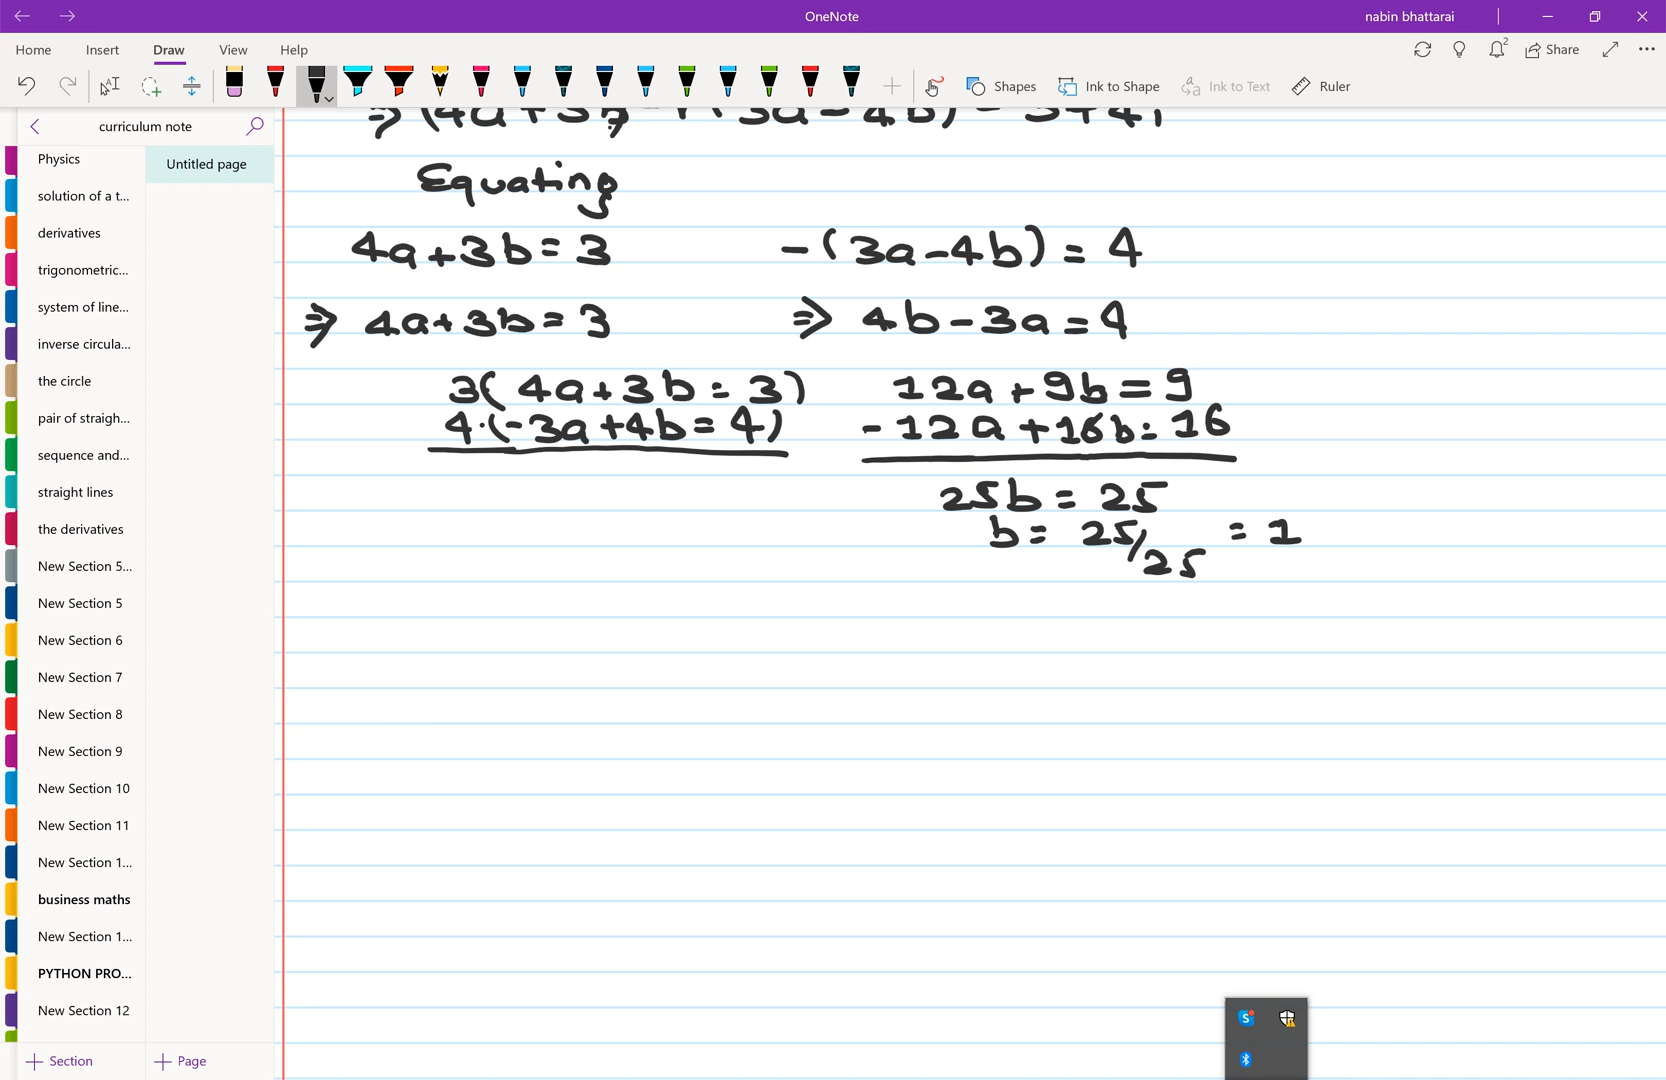 OneNote
nabin bhattarai
Home Insert Draw View Help
2 Share
Shapes Ink to Shape Ink to Text Ruler
curriculum note
Physics
solution of a t...
derivatives
trigonometric...
system of line...
inverse circula...
the circle
pair of straigh...
sequence and...
straight lines
the derivatives
New Section 5...
New Section 5
New Section 6
New Section 7
New Section 8
New Section 9
New Section 10
New Section 11
New Section 1...
business maths
New Section 1...
PYTHON PRO...
New Section 12
Section
Untitled page
Page
Equating
4a+3b=3 -(3a-4b)=4
⇒ 4a+3b=3 ⇒ 4b-3a=4
3(4a+3b=3) 12a+9b=9
4·(-3a+4b=4) -12a+16b=16
25b=25
b=25/25 =1